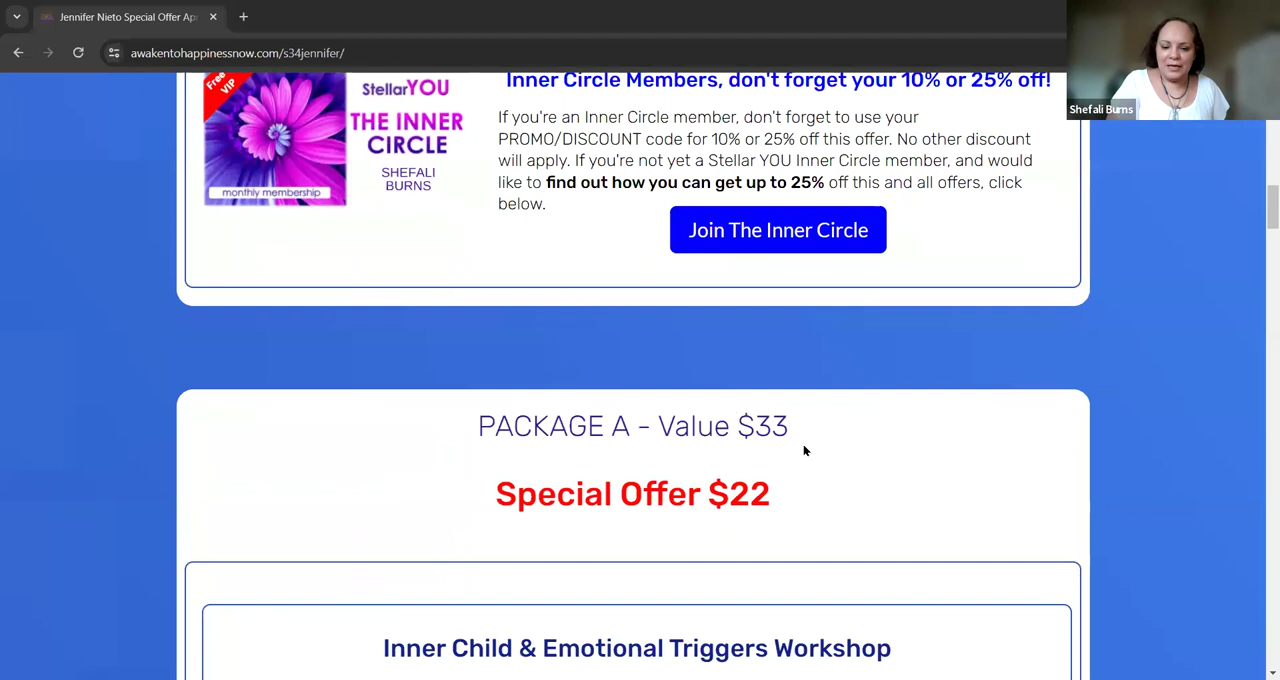 Jennifer Nieto Special Offer Ap
awakentohappinessnow.com/s34jennifer/
Shefali Burns
Free
VIP
StellarYOU
THE INNER
CIRCLE
SHEFALI
BURNS
monthly membership
Inner Circle Members, don't forget your 10% or 25% off!
If you're an Inner Circle member, don't forget to use your
PROMO/DISCOUNT code for 10% or 25% off this offer. No other discount
will apply. If you're not yet a Stellar YOU Inner Circle member, and would
like to find out how you can get up to 25% off this and all offers, click
below.
Join The Inner Circle
PACKAGE A - Value $33
Special Offer $22
Inner Child & Emotional Triggers Workshop